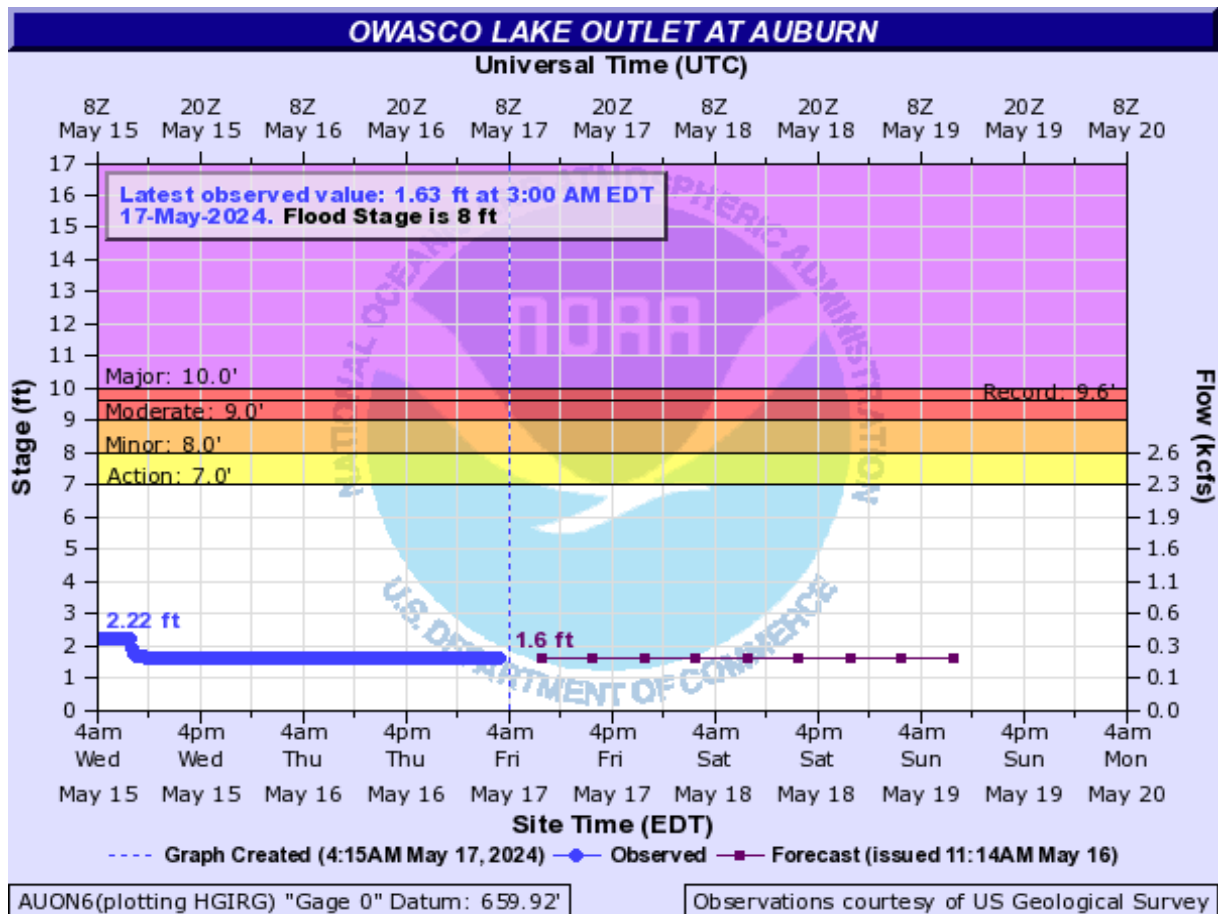 OWASCO LAKE OUTLET AT AUBURN
Universal Time (UTC)
8Z 20Z 8Z 20Z 8Z 20Z 8Z 20Z 8Z 20Z 8Z
May 15 May 15 May 16 May 16 May 17 May 17 May 18 May 18 May 19 May 19 May 20
Latest observed value: 1.63 ft at 3:00 AM EDT
17-May-2024. Flood Stage is 8 ft
NATIONAL OCEANIC AND ATMOSPHERIC ADMINISTRATION
NOAA
U.S. DEPARTMENT OF COMMERCE
Stage (ft)
17
16
15
14
13
12
11
10
9
8
7
6
5
4
3
2
1
0
Major: 10.0'
Record: 9.6'
Moderate: 9.0'
Minor: 8.0'
Action: 7.0'
2.22 ft
1.6 ft
Flow (kcfs)
2.6
2.3
1.9
1.6
1.1
0.6
0.3
0.1
0.0
4am 4pm 4am 4pm 4am 4pm 4am 4pm 4am 4pm 4am
Wed Wed Thu Thu Fri Fri Sat Sat Sun Sun Mon
May 15 May 15 May 16 May 16 May 17 May 17 May 18 May 18 May 19 May 19 May 20
Site Time (EDT)
Graph Created (4:15AM May 17, 2024) Observed Forecast (issued 11:14AM May 16)
AUON6(plotting HGIRG) "Gage 0" Datum: 659.92'
Observations courtesy of US Geological Survey